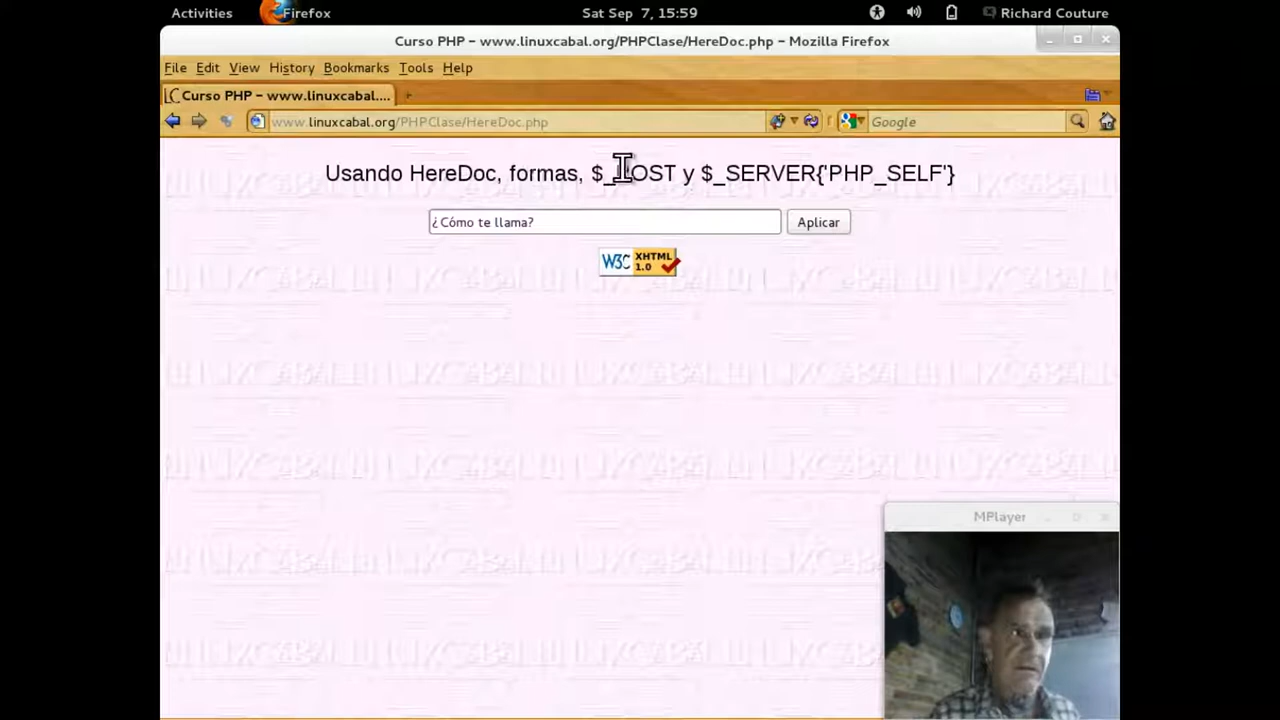 Activities Firefox Sat Sep 7, 15:59 Richard Couture
Curso PHP – www.linuxcabal.org/PHPClase/HereDoc.php – Mozilla Firefox
File Edit View History Bookmarks Tools Help
Curso PHP – www.linuxcabal.org....
www.linuxcabal.org/PHPClase/HereDoc.php Google
Usando HereDoc, formas, $_POST y $_SERVER{'PHP_SELF'}
¿Cómo te llama? Aplicar
W3C XHTML 1.0
MPlayer